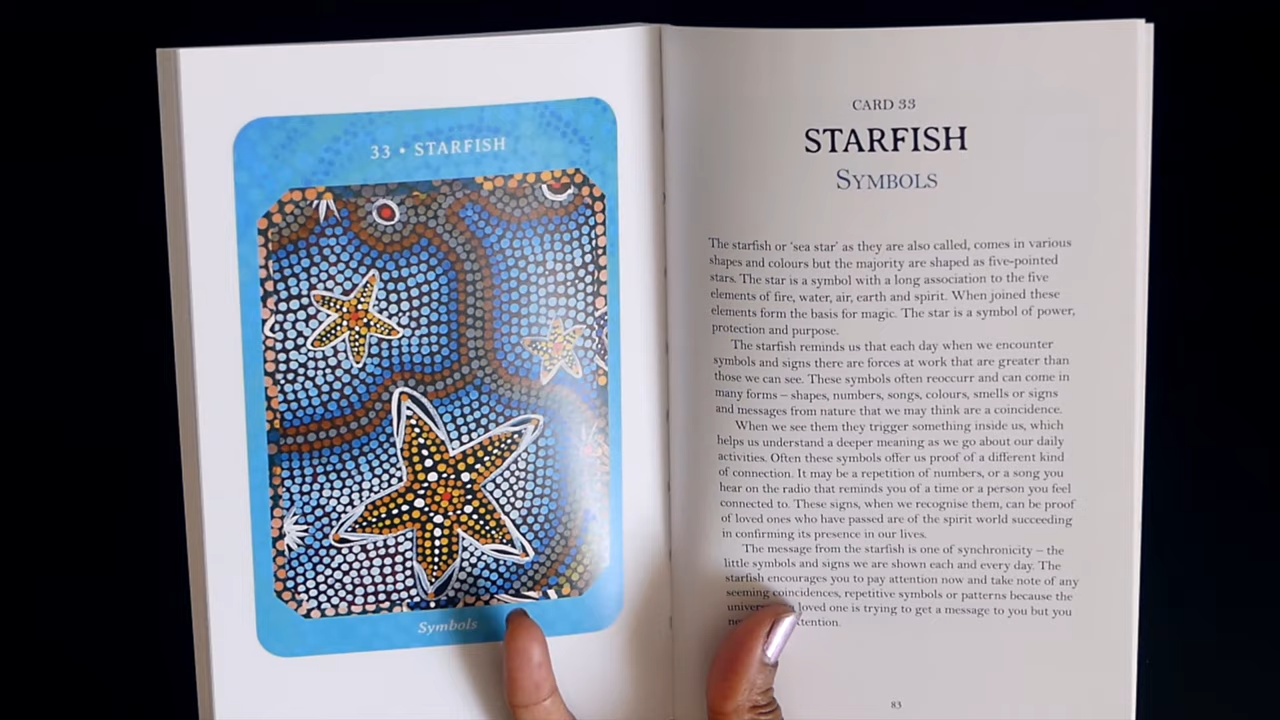 33 • STARFISH
Symbols
CARD 33
STARFISH
SYMBOLS
The starfish or 'sea star' as they are also called, comes in various
shapes and colours but the majority are shaped as five-pointed
stars. The star is a symbol with a long association to the five
elements of fire, water, air, earth and spirit. When joined these
elements form the basis for magic. The star is a symbol of power,
protection and purpose.
The starfish reminds us that each day when we encounter
symbols and signs there are forces at work that are greater than
those we can see. These symbols often reoccurr and can come in
many forms – shapes, numbers, songs, colours, smells or signs
and messages from nature that we may think are a coincidence.
When we see them they trigger something inside us, which
helps us understand a deeper meaning as we go about our daily
activities. Often these symbols offer us proof of a different kind
of connection. It may be a repetition of numbers, or a song you
hear on the radio that reminds you of a time or a person you feel
connected to. These signs, when we recognise them, can be proof
of loved ones who have passed are of the spirit world succeeding
in confirming its presence in our lives.
The message from the starfish is one of synchronicity – the
little symbols and signs we are shown each and every day. The
starfish encourages you to pay attention now and take note of any
seeming coincidences, repetitive symbols or patterns because the
loved one is trying to get a message to you but you
83